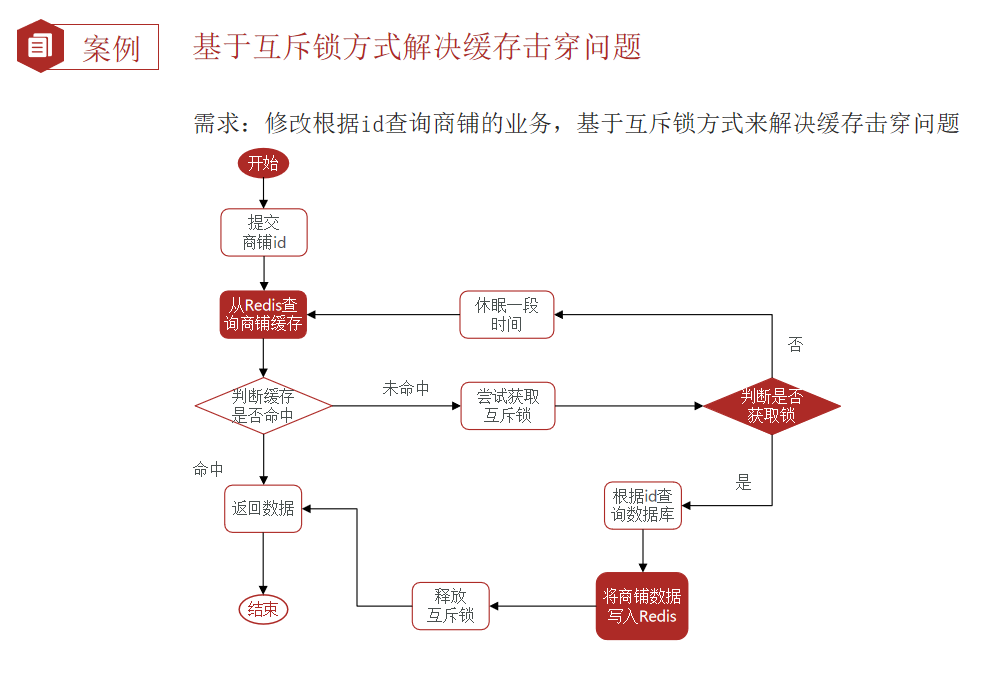 案例
基于互斥锁方式解决缓存击穿问题
需求：修改根据id查询商铺的业务，基于互斥锁方式来解决缓存击穿问题
开始
提交
商铺id
从Redis查
询商铺缓存
休眠一段
时间
否
判断缓存
是否命中
未命中
尝试获取
互斥锁
判断是否
获取锁
命中
是
返回数据
根据id查
询数据库
结束
释放
互斥锁
将商铺数据
写入Redis